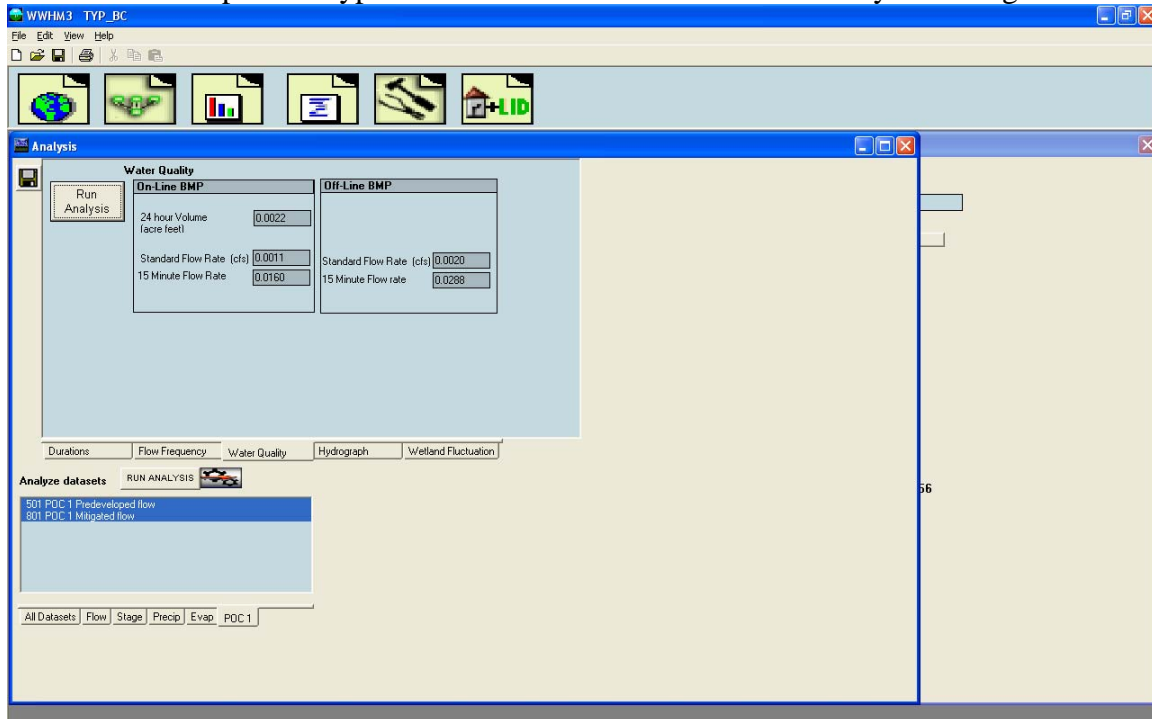 WWHM3 TYP_BC
File Edit View Help
+LID
Analysis
Water Quality
Run
Analysis
On-Line BMP
24 hour Volume
(acre feet)
0.0022
Standard Flow Rate (cfs) 0.0011
15 Minute Flow Rate 0.0160
Off-Line BMP
Standard Flow Rate (cfs) 0.0020
15 Minute Flow rate 0.0288
Durations Flow Frequency Water Quality Hydrograph Wetland Fluctuation
Analyze datasets RUN ANALYSIS
501 POC 1 Predeveloped flow
801 POC 1 Mitigated flow
All Datasets Flow Stage Precip Evap POC 1
56